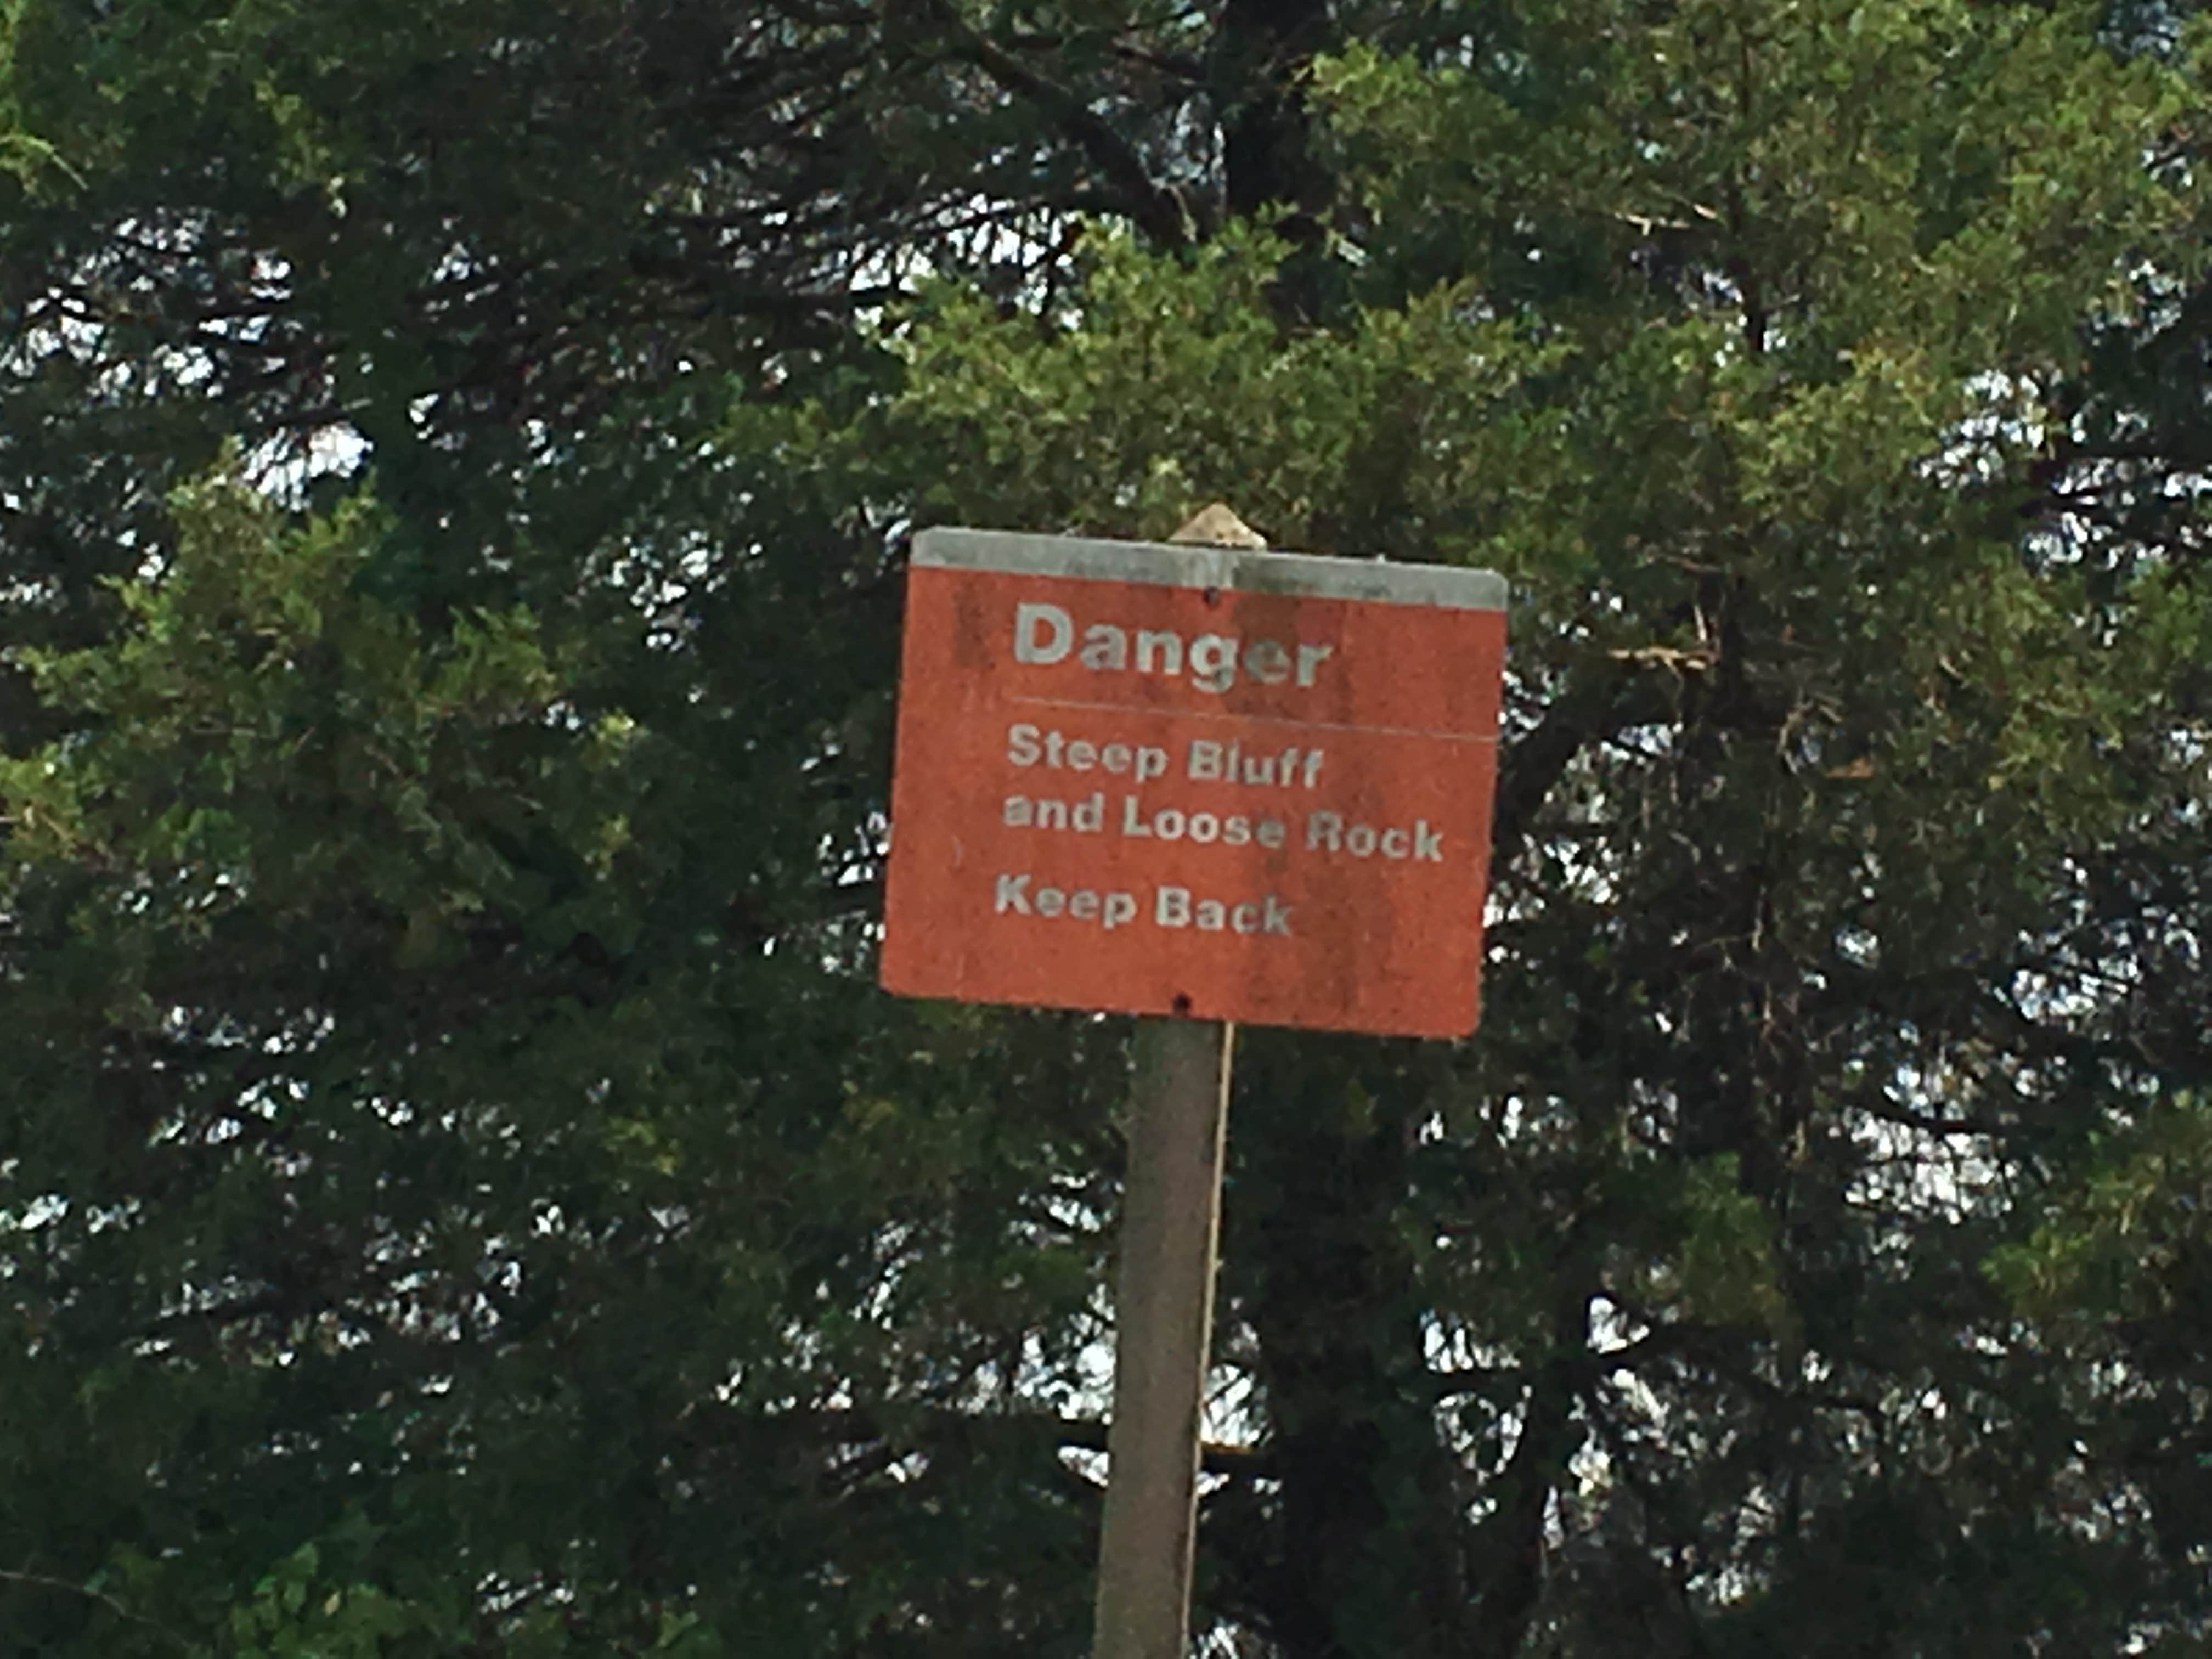 Danger
Steep Bluff
and Loose Rock
Keep Back